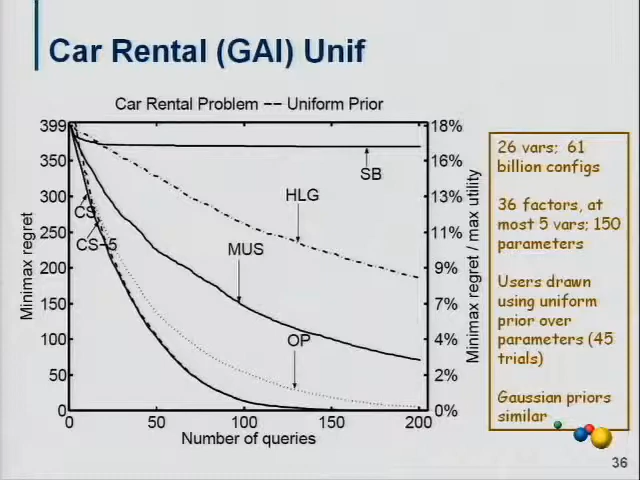 Car Rental (GAI) Unif
Car Rental Problem −− Uniform Prior
399
350
300
250
200
150
100
50
0
Minimax regret
18%
16%
13%
11%
9%
7%
4%
2%
0%
Minimax regret / max utility
SB
HLG
CS
CS−5
MUS
OP
0
50
100
150
200
Number of queries
26 vars; 61
billion configs
36 factors, at
most 5 vars; 150
parameters
Users drawn
using uniform
prior over
parameters (45
trials)
Gaussian priors
similar
36